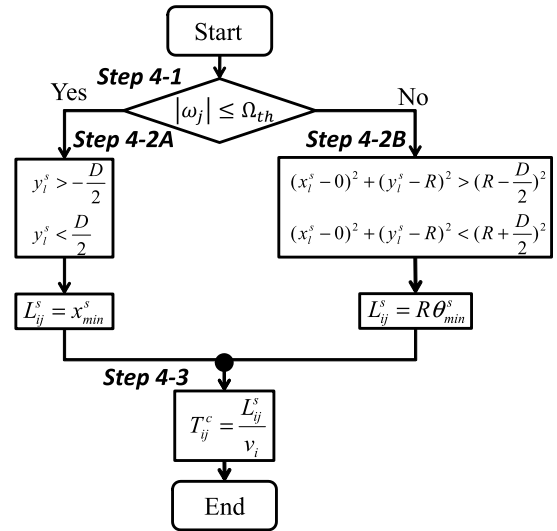 Start
Step 4-1
Yes
|ω_j| ≤ Ω_th
No
Step 4-2A
Step 4-2B
y_l^s > -D/2
y_l^s < D/2
(x_l^s-0)^2+(y_l^s-R)^2 > (R-D/2)^2
(x_l^s-0)^2+(y_l^s-R)^2 < (R+D/2)^2
L_ij^s = x_min^s
L_ij^s = Rθ_min^s
Step 4-3
T_ij^c = L_ij^s/v_i
End